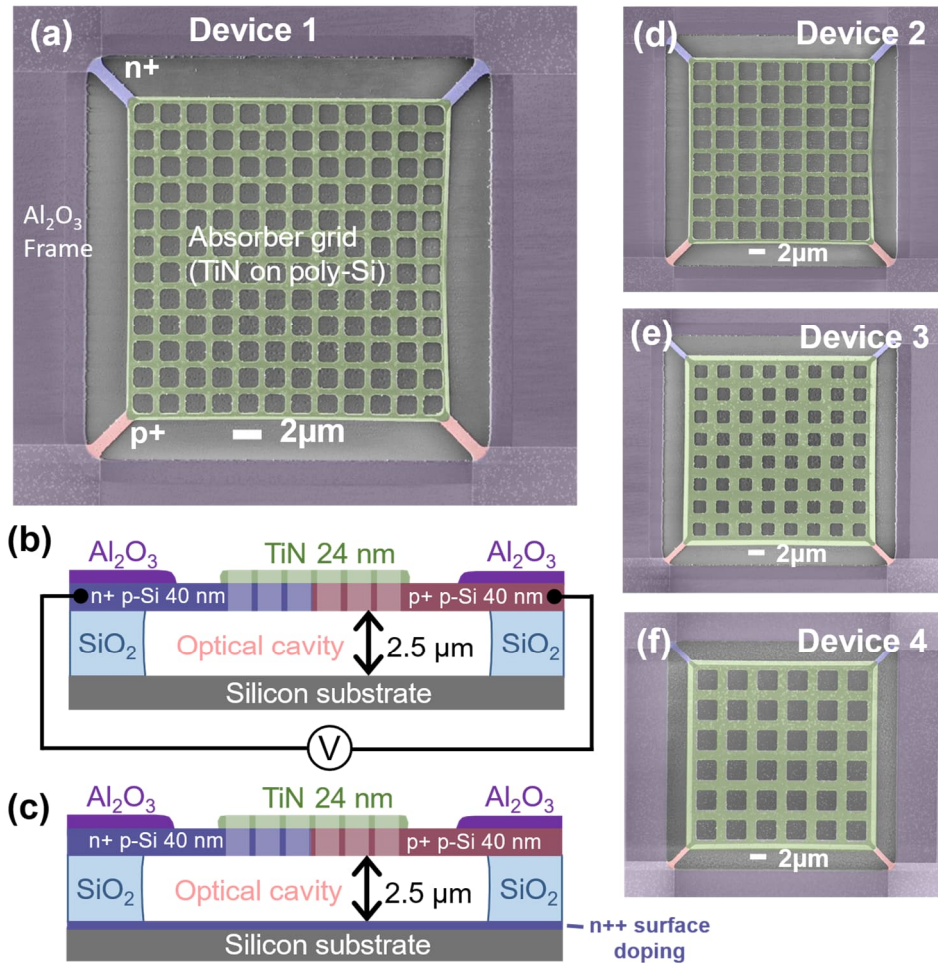 (a)
Device 1
n+
Al₂O₃
Frame
Absorber grid
(TiN on poly-Si)
p+
2μm
(b)
Al₂O₃
TiN 24 nm
Al₂O₃
n+ p-Si 40 nm
p+ p-Si 40 nm
SiO₂
Optical cavity
2.5 μm
SiO₂
Silicon substrate
V
(c)
Al₂O₃
TiN 24 nm
Al₂O₃
n+ p-Si 40 nm
p+ p-Si 40 nm
SiO₂
Optical cavity
2.5 μm
SiO₂
Silicon substrate
n++ surface
doping
(d)
Device 2
2μm
(e)
Device 3
2μm
(f)
Device 4
2μm